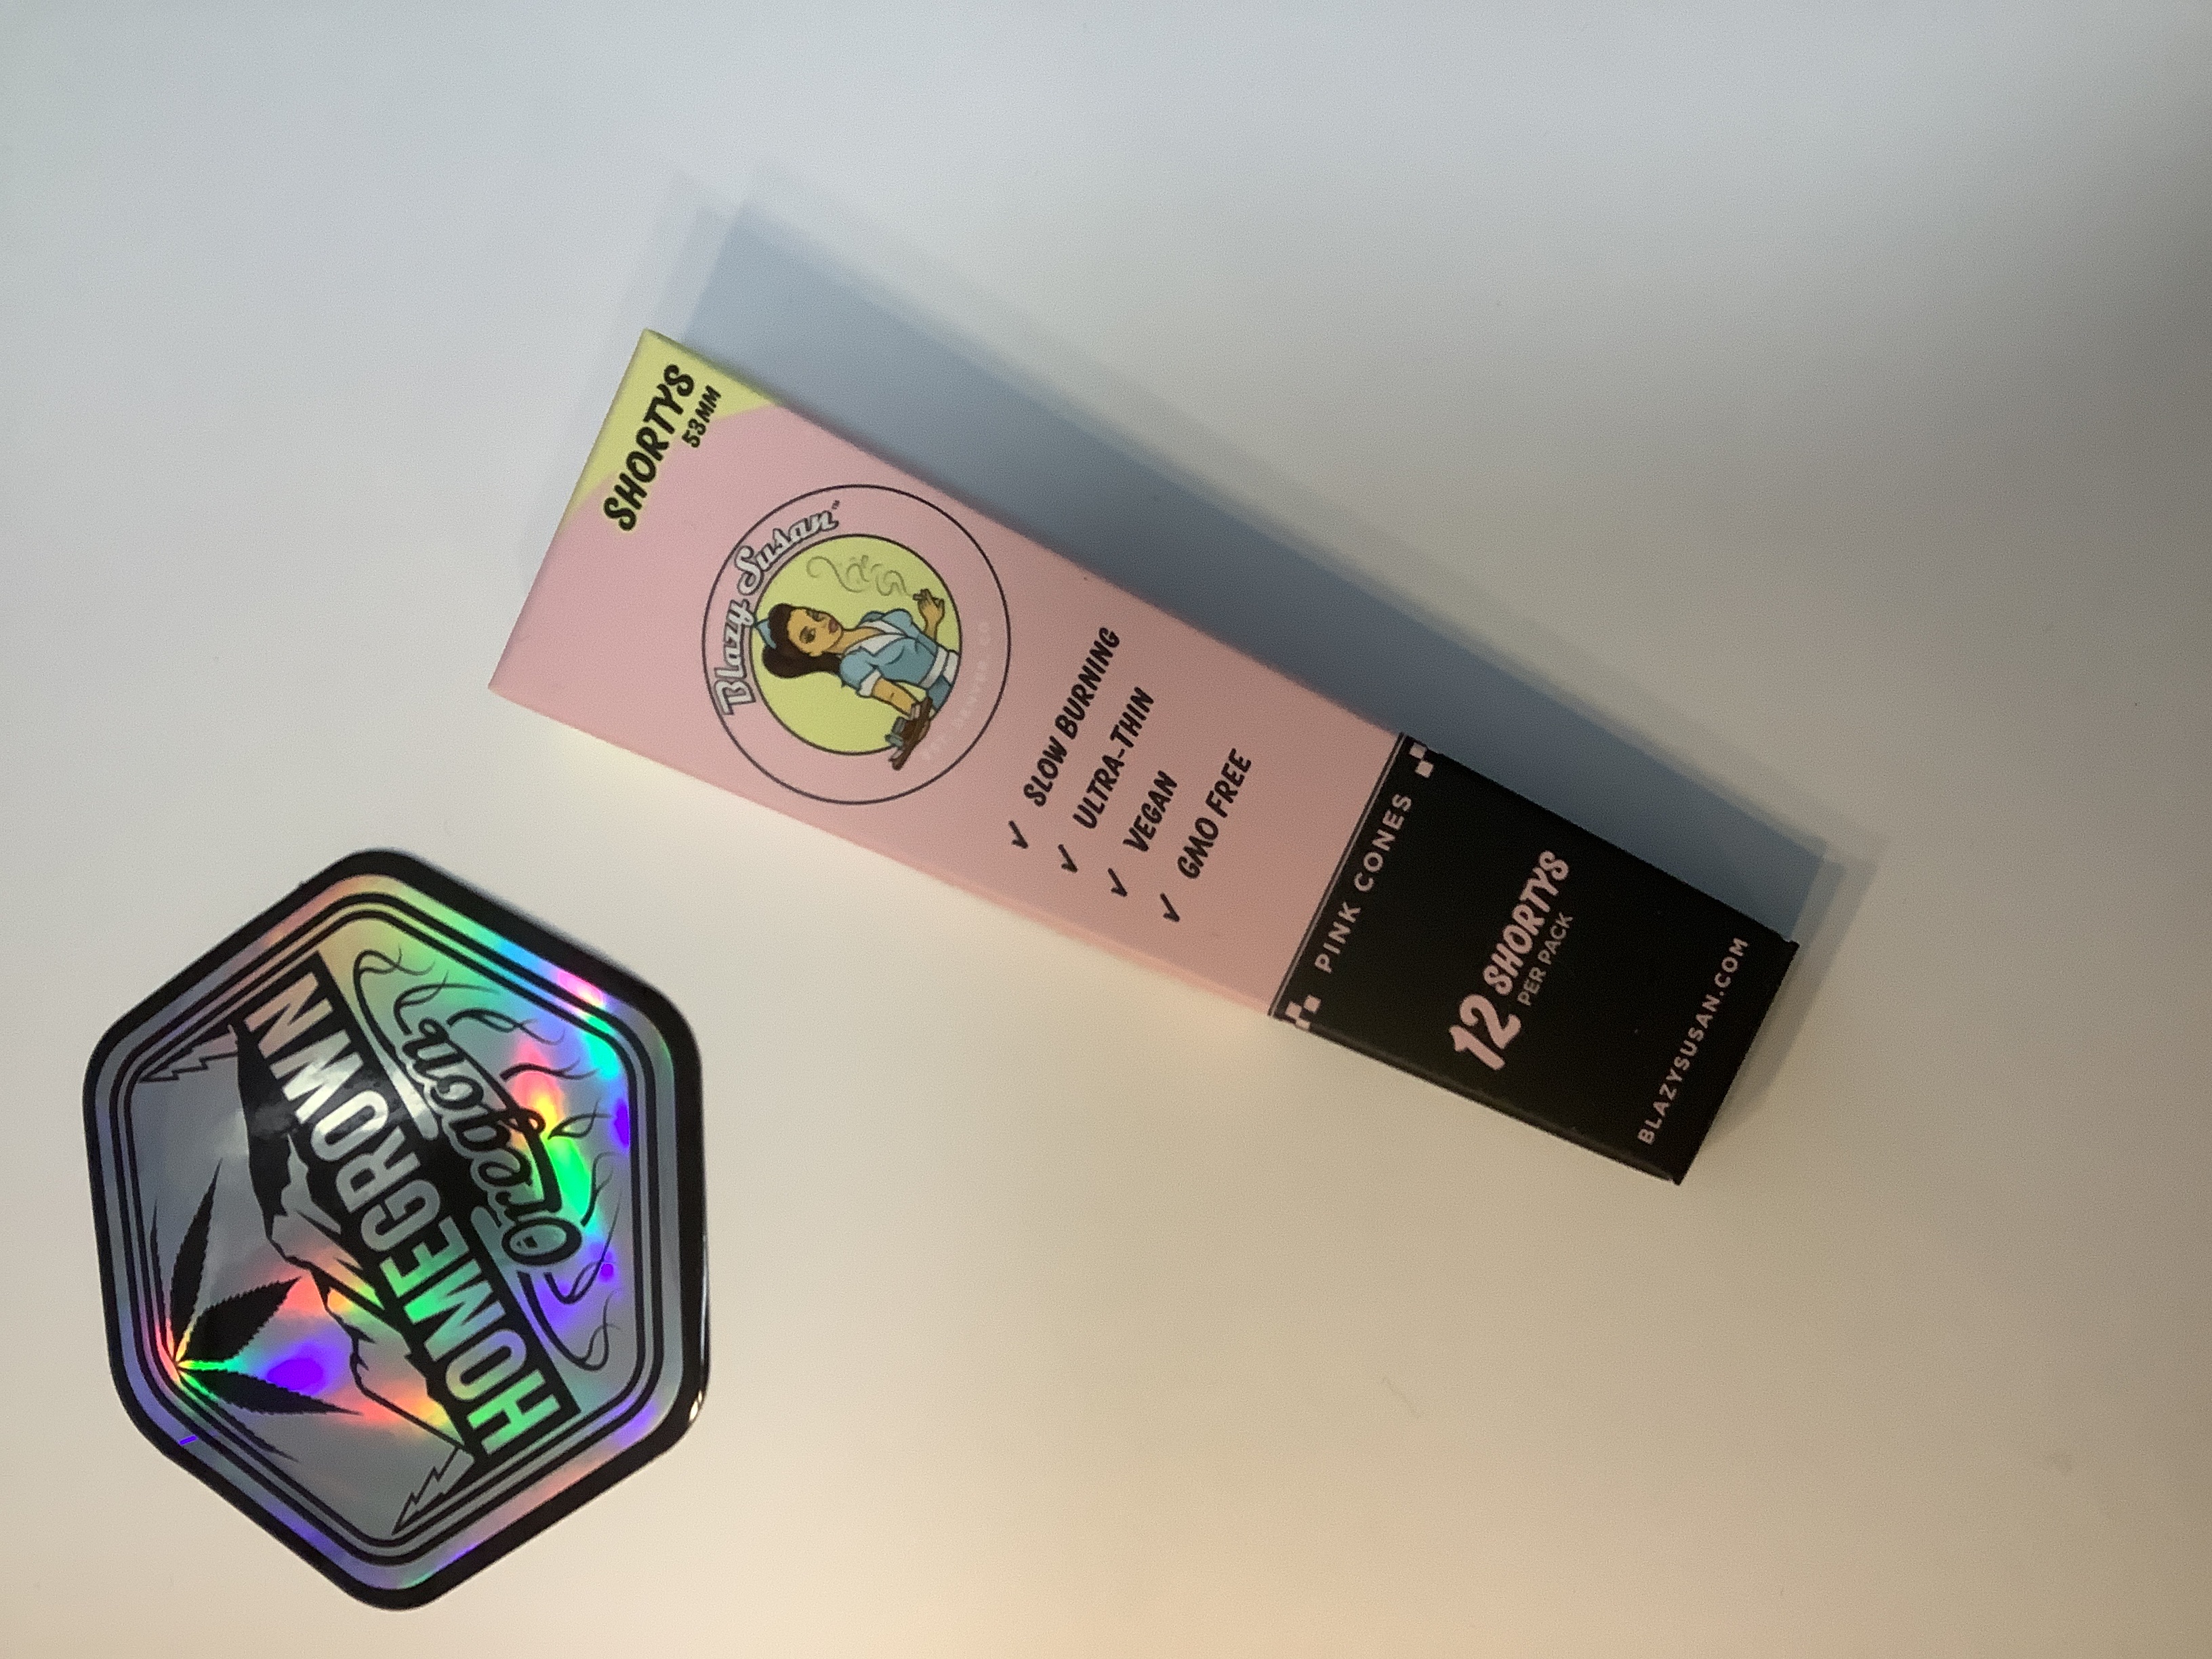 SHORTYS
53MM
Blazy Susan™
SLOW BURNING
ULTRA-THIN
VEGAN
GMO FREE
PINK CONES
12 SHORTYS
PER PACK
BLAZYSUSAN.COM
HOMEGROWN
Oregon